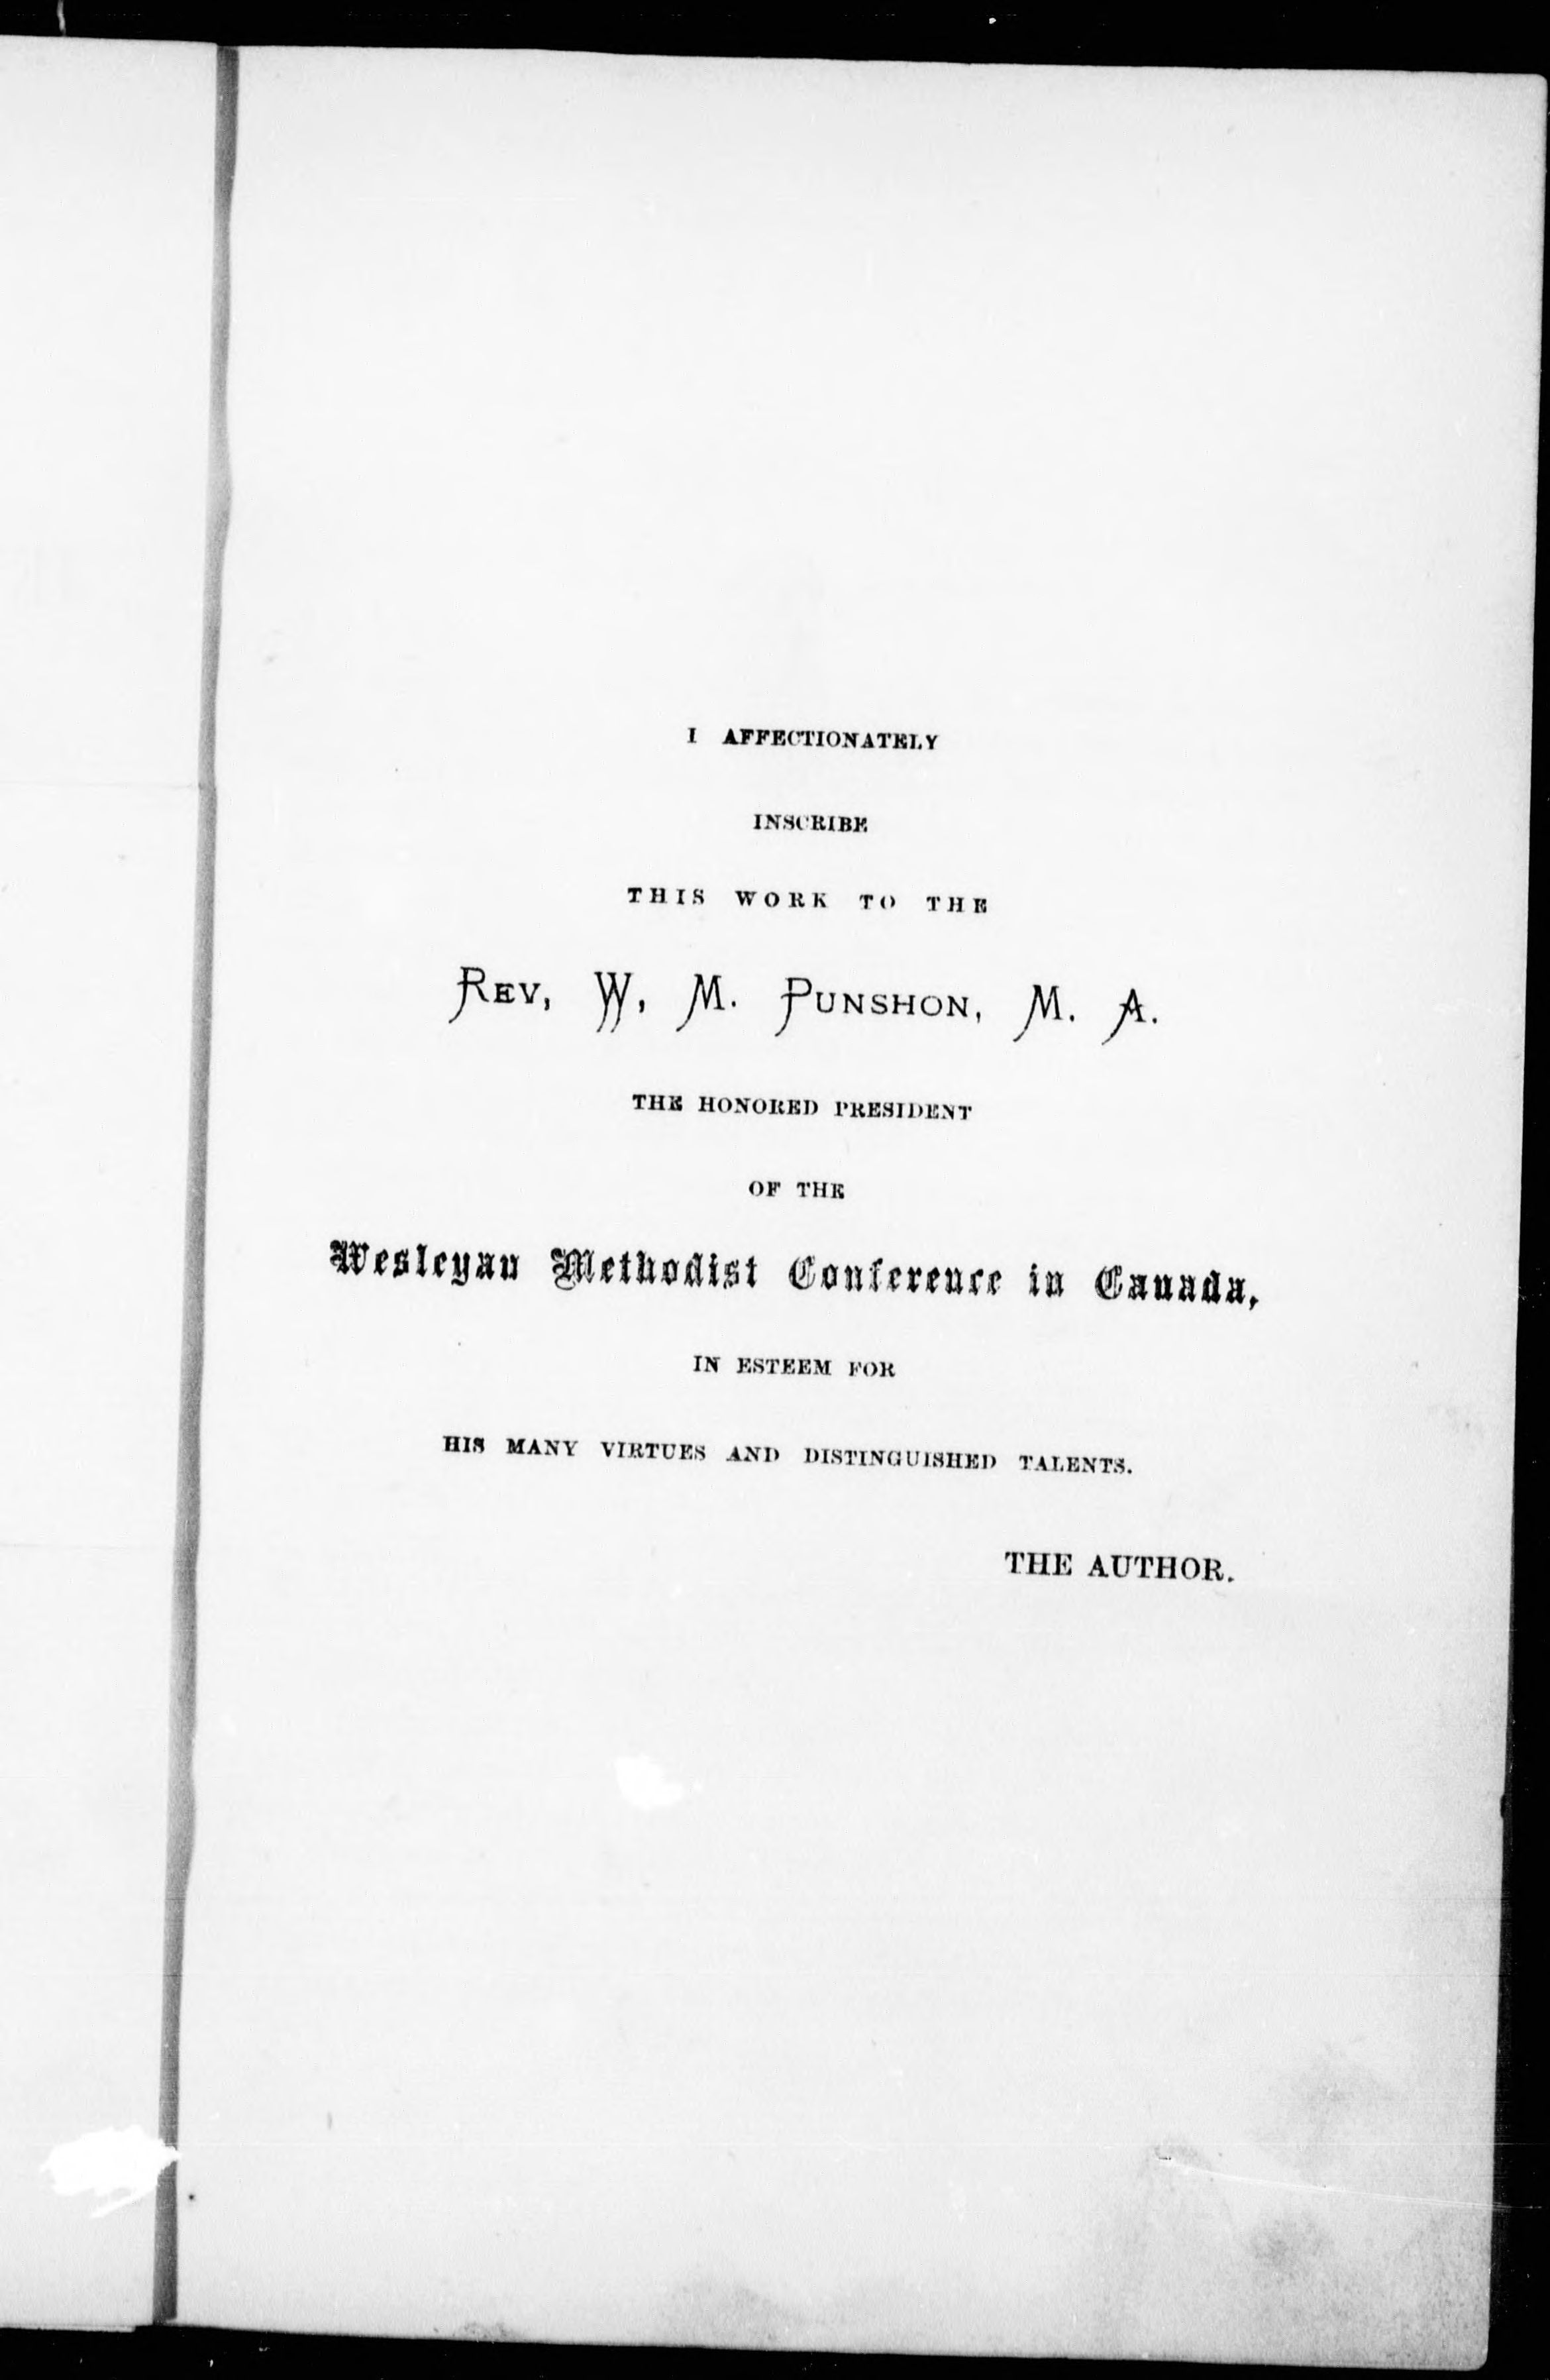 I AFFECTIONATELY
INSCRIBE
THIS WORK TO THE
REV, W, M. PUNSHON, M. A.
THE HONORED PRESIDENT
OF THE
Wesleyan Methodist Conference in Canada,
IN ESTEEM FOR
HIS MANY VIRTUES AND DISTINGUISHED TALENTS.
THE AUTHOR.